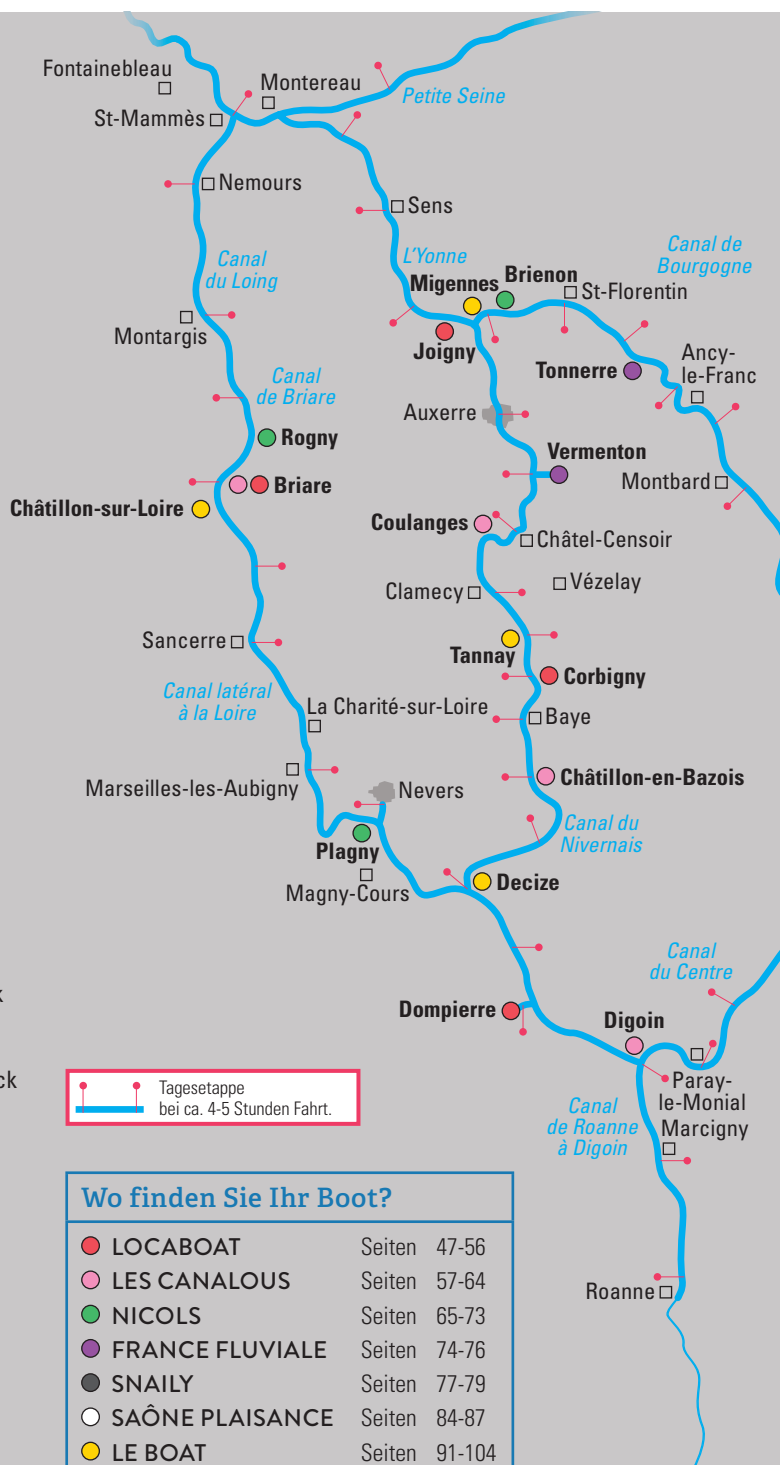 Fontainebleau
Montereau
Petite Seine
St-Mammès
Nemours
Sens
Canal
du Loing
L'Yonne
Canal de
Bourgogne
Migennes
Brienon
St-Florentin
Montargis
Joigny
Tonnerre
Ancy-
le-Franc
Canal
de Briare
Auxerre
Rogny
Vermenton
Briare
Montbard
Châtillon-sur-Loire
Coulanges
Châtel-Censoir
Clamecy
Vézelay
Sancerre
Tannay
Corbigny
Canal latéral
à la Loire
La Charité-sur-Loire
Baye
Marseilles-les-Aubigny
Nevers
Châtillon-en-Bazois
Canal du
Nivernais
Plagny
Magny-Cours
Decize
Canal
du Centre
k
Dompierre
Digoin
ck
Tagesetappe
bei ca. 4-5 Stunden Fahrt.
Paray-
le-Monial
Canal
de Roanne
à Digoin
Marcigny
Roanne
Wo finden Sie Ihr Boot?
LOCABOAT Seiten 47-56
LES CANALOUS Seiten 57-64
NICOLS Seiten 65-73
FRANCE FLUVIALE Seiten 74-76
SNAILY Seiten 77-79
SAÔNE PLAISANCE Seiten 84-87
LE BOAT Seiten 91-104